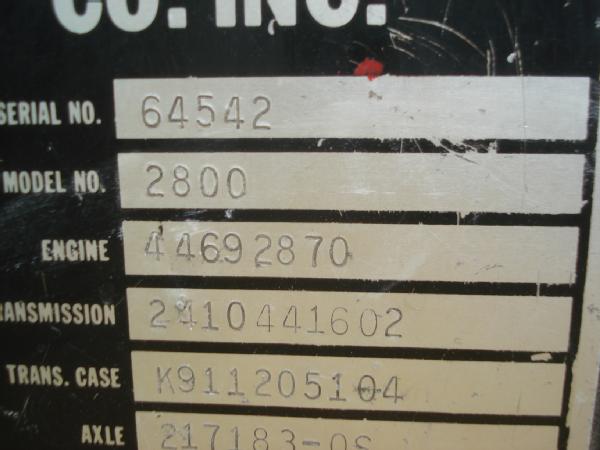 CO. INC.
SERIAL NO. 64542
MODEL NO. 2800
ENGINE 44692870
RANSMISSION 2410441602
TRANS. CASE K911205104
AXLE 217183-0S